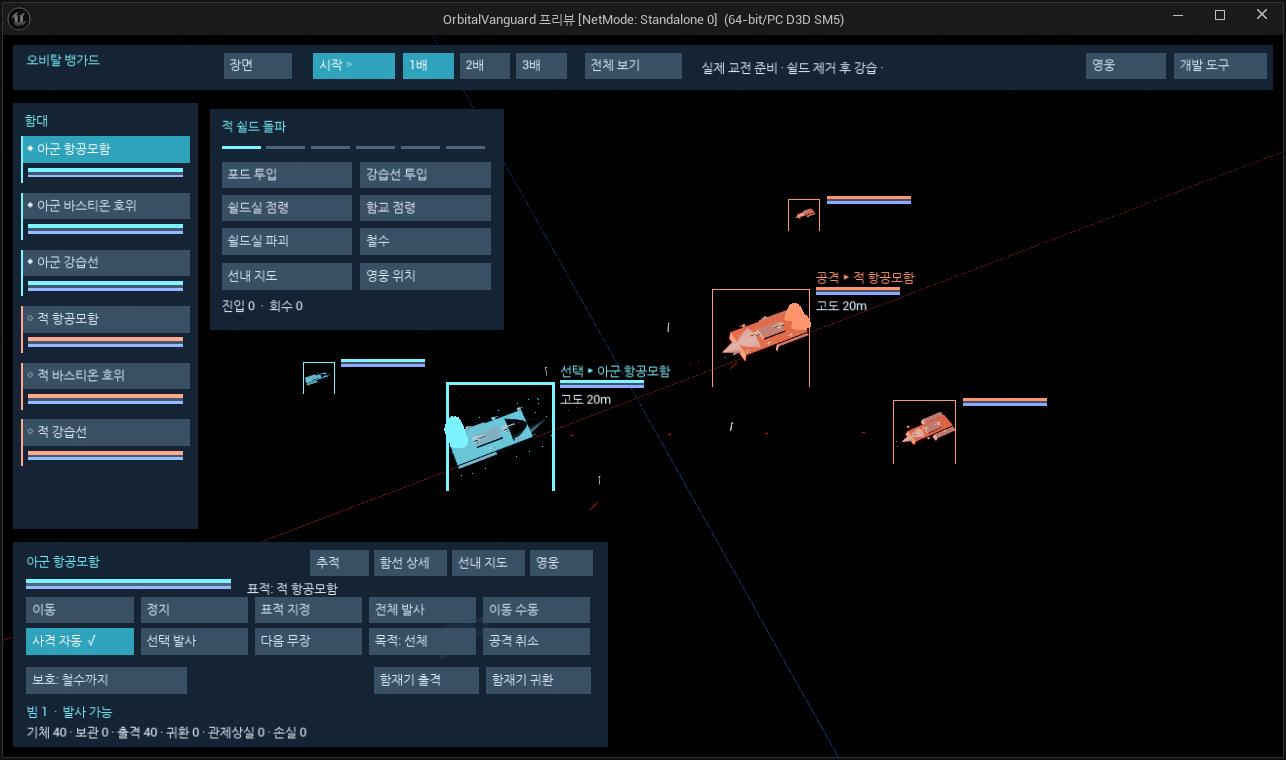 OrbitalVanguard 프리뷰 [NetMode: Standalone 0] (64-bit/PC D3D SM5)
오비탈 뱅가드
장면
시작 ▷
1배
2배
3배
전체 보기
실제 교전 준비 · 쉴드 제거 후 강습 ·
영웅
개발 도구
함대
◆ 아군 항공모함
◆ 아군 바스티온 호위
◆ 아군 강습선
◇ 적 항공모함
◇ 적 바스티온 호위
◇ 적 강습선
적 쉴드 돌파
포드 투입
강습선 투입
쉴드실 점령
함교 점령
쉴드실 파괴
철수
선내 지도
영웅 위치
진입 0 · 회수 0
공격 ▶ 적 항공모함
고도 20m
선택 ▶ 아군 항공모함
고도 20m
아군 항공모함
추적
함선 상세
선내 지도
영웅
표적: 적 항공모함
이동
정지
표적 지정
전체 발사
이동 수동
사격 자동 √
선택 발사
다음 무장
목적: 선체
공격 취소
보호: 철수까지
함재기 출격
함재기 귀환
빔 1 · 발사 가능
기체 40 · 보관 0 · 출격 40 · 귀환 0 · 관제상실 0 · 손실 0